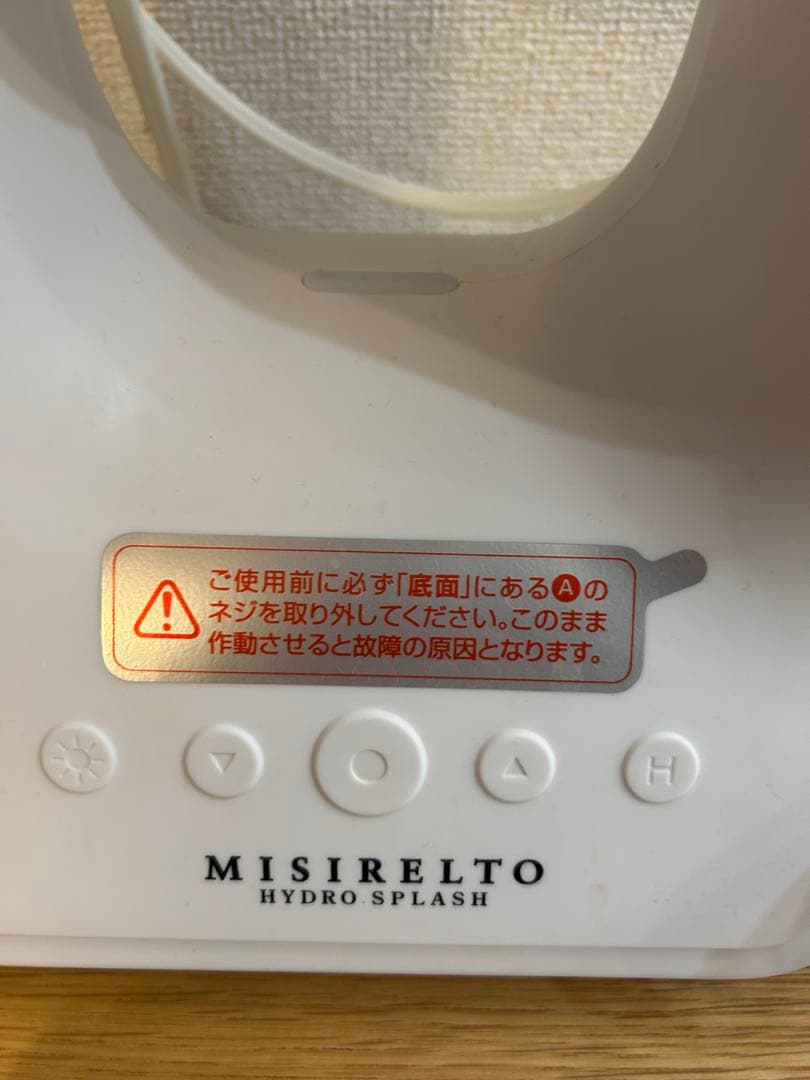 ご使用前に必ず「底面」にあるAの
ネジを取り外してください。このまま
作動させると故障の原因となります。
H
MISIRELTO
HYDRO SPLASH